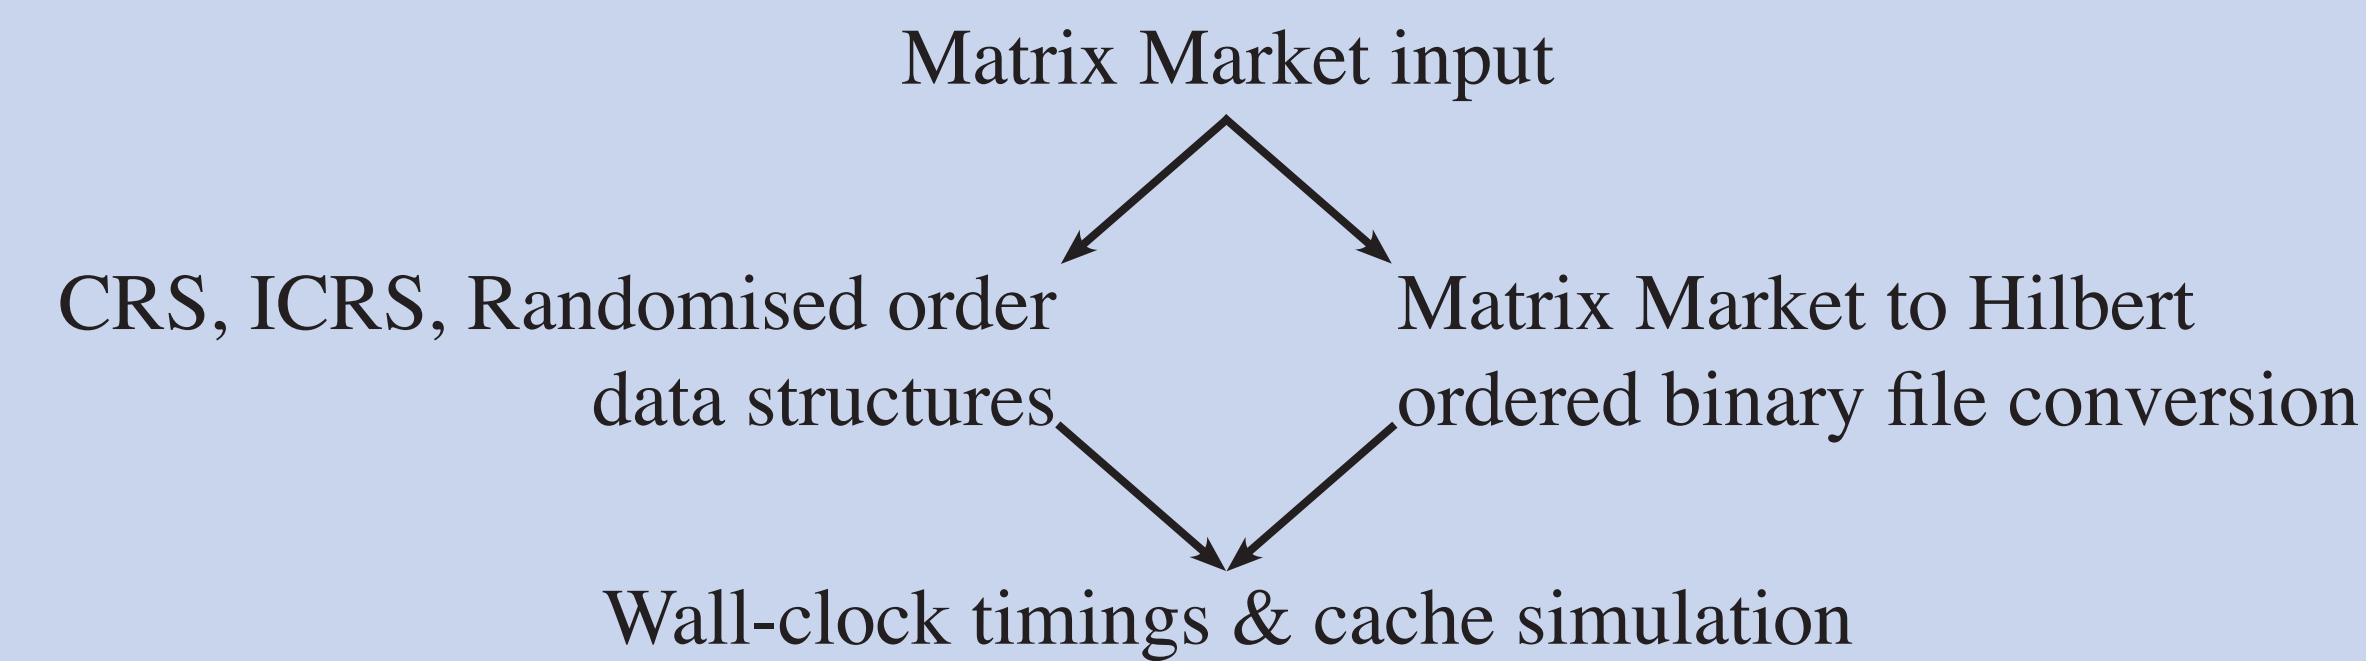 Matrix Market input
CRS, ICRS, Randomised order
data structures
Matrix Market to Hilbert
ordered binary file conversion
Wall-clock timings & cache simulation